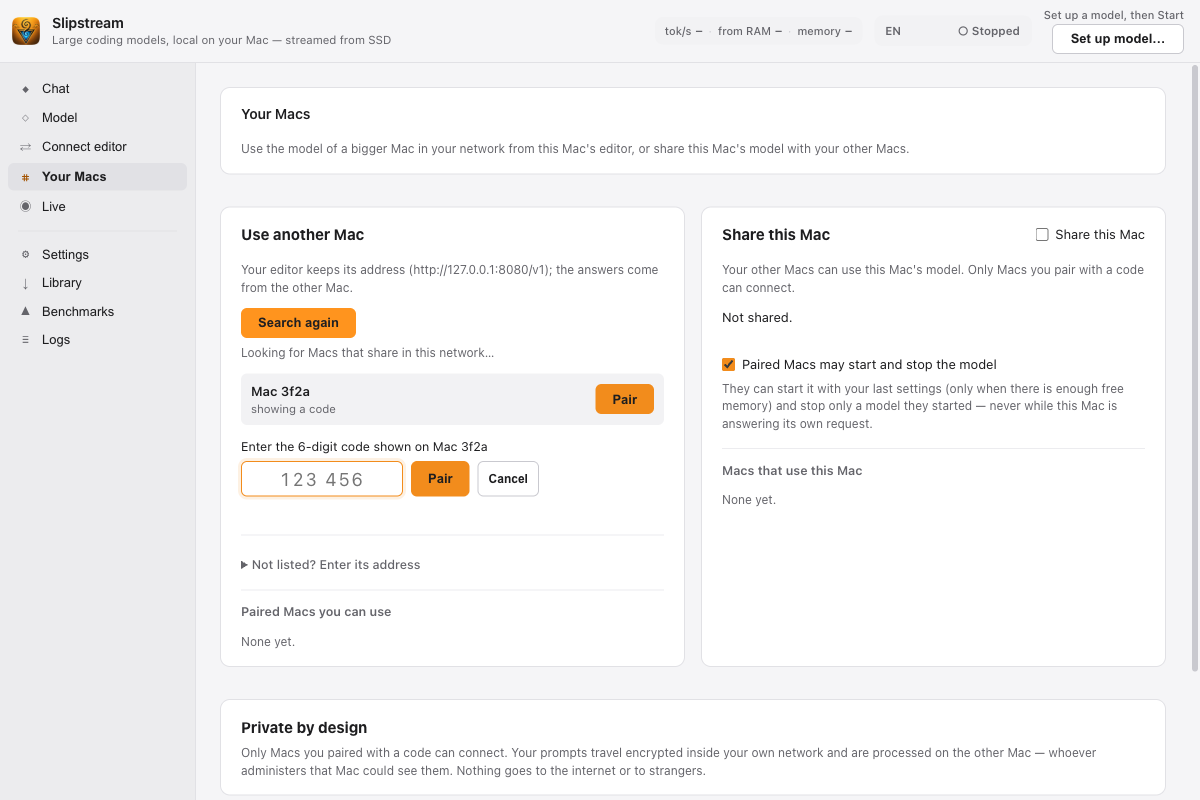 Slipstream
Large coding models, local on your Mac — streamed from SSD
tok/s – · from RAM – · memory –
EN
Stopped
Set up a model, then Start
Set up model...
Chat
Model
Connect editor
Your Macs
Live
Settings
Library
Benchmarks
Logs
Your Macs
Use the model of a bigger Mac in your network from this Mac's editor, or share this Mac's model with your other Macs.
Use another Mac
Your editor keeps its address (http://127.0.0.1:8080/v1); the answers come
from the other Mac.
Search again
Looking for Macs that share in this network...
Mac 3f2a
showing a code
Pair
Enter the 6-digit code shown on Mac 3f2a
123 456
Pair
Cancel
Not listed? Enter its address
Paired Macs you can use
None yet.
Share this Mac
Share this Mac
Your other Macs can use this Mac's model. Only Macs you pair with a code
can connect.
Not shared.
Paired Macs may start and stop the model
They can start it with your last settings (only when there is enough free
memory) and stop only a model they started — never while this Mac is
answering its own request.
Macs that use this Mac
None yet.
Private by design
Only Macs you paired with a code can connect. Your prompts travel encrypted inside your own network and are processed on the other Mac — whoever
administers that Mac could see them. Nothing goes to the internet or to strangers.